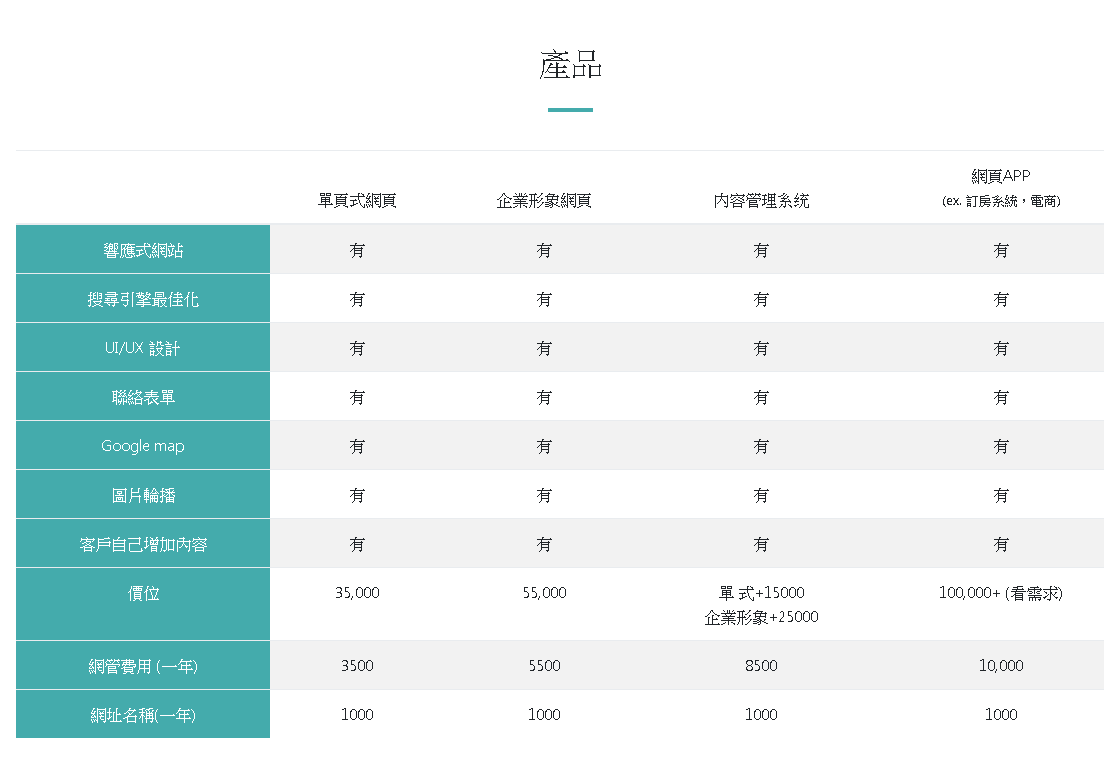 產品
單頁式網頁 企業形象網頁 內容管理系統 網頁APP
(ex. 訂房系統，電商)
響應式網站 有 有 有 有
搜尋引擎最佳化 有 有 有 有
UI/UX 設計 有 有 有 有
聯絡表單 有 有 有 有
Google map 有 有 有 有
圖片輪播 有 有 有 有
客戶自己增加內容 有 有 有 有
價位 35,000 55,000 單 式+15000 100,000+ (看需求)
企業形象+25000
網管費用 (一年) 3500 5500 8500 10,000
網址名稱(一年) 1000 1000 1000 1000